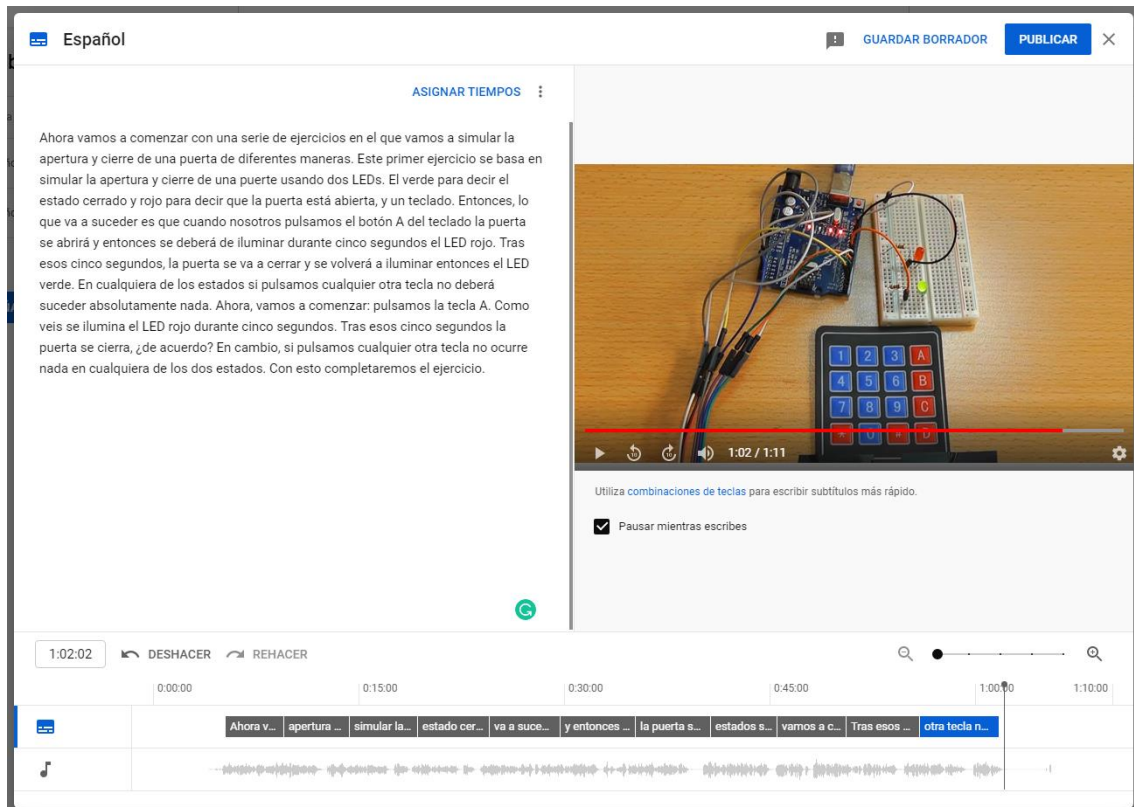 Español
GUARDAR BORRADOR
PUBLICAR
ASIGNAR TIEMPOS
Ahora vamos a comenzar con una serie de ejercicios en el que vamos a simular la
apertura y cierre de una puerta de diferentes maneras. Este primer ejercicio se basa en
simular la apertura y cierre de una puerte usando dos LEDs. El verde para decir el
estado cerrado y rojo para decir que la puerta está abierta, y un teclado. Entonces, lo
que va a suceder es que cuando nosotros pulsamos el botón A del teclado la puerta
se abrirá y entonces se deberá de iluminar durante cinco segundos el LED rojo. Tras
esos cinco segundos, la puerta se va a cerrar y se volverá a iluminar entonces el LED
verde. En cualquiera de los estados si pulsamos cualquier otra tecla no deberá
suceder absolutamente nada. Ahora, vamos a comenzar: pulsamos la tecla A. Como
veis se ilumina el LED rojo durante cinco segundos. Tras esos cinco segundos la
puerta se cierra, ¿de acuerdo? En cambio, si pulsamos cualquier otra tecla no ocurre
nada en cualquiera de los dos estados. Con esto completaremos el ejercicio.
1 2 3 A
4 5 6 B
7 8 9 C
* 0 # D
1:02 / 1:11
Utiliza combinaciones de teclas para escribir subtítulos más rápido.
Pausar mientras escribes
1:02:02 DESHACER REHACER
0:00:00 0:15:00 0:30:00 0:45:00 1:00:00 1:10:00
Ahora v... apertura ... simular la... estado cer... va a suce... y entonces ... la puerta s... estados s... vamos a c... Tras esos ... otra tecla n...